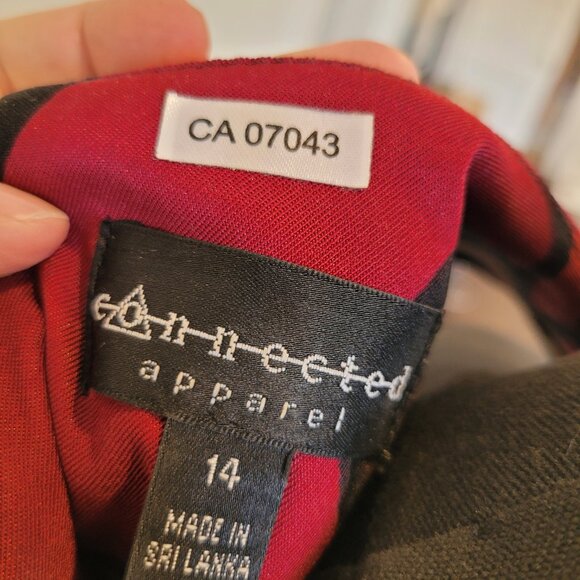 CA 07043
connected
apparel
14
MADE IN
SRI LANKA